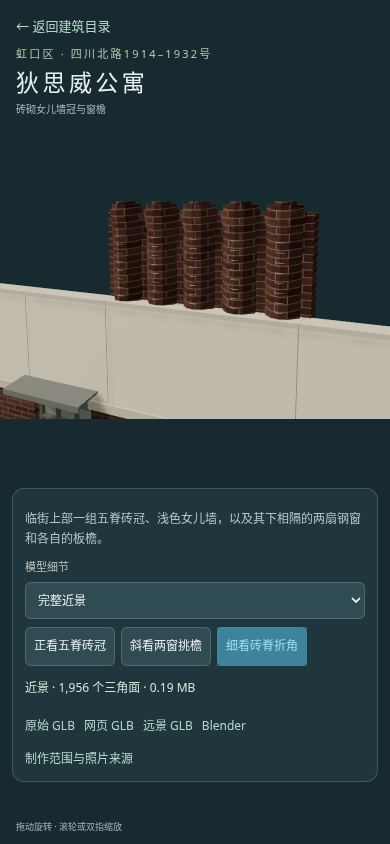 ← 返回建筑目录
虹口区 · 四川北路1914–1932号
狄思威公寓
砖砌女儿墙冠与窗檐
临街上部一组五脊砖冠、浅色女儿墙，以及其下相隔的两扇钢窗
和各自的板檐。
模型细节
完整近景
正看五脊砖冠 斜看两窗挑檐 细看砖脊折角
近景 · 1,956 个三角面 · 0.19 MB
原始 GLB 网页 GLB 远景 GLB Blender
制作范围与照片来源
拖动旋转 · 滚轮或双指缩放